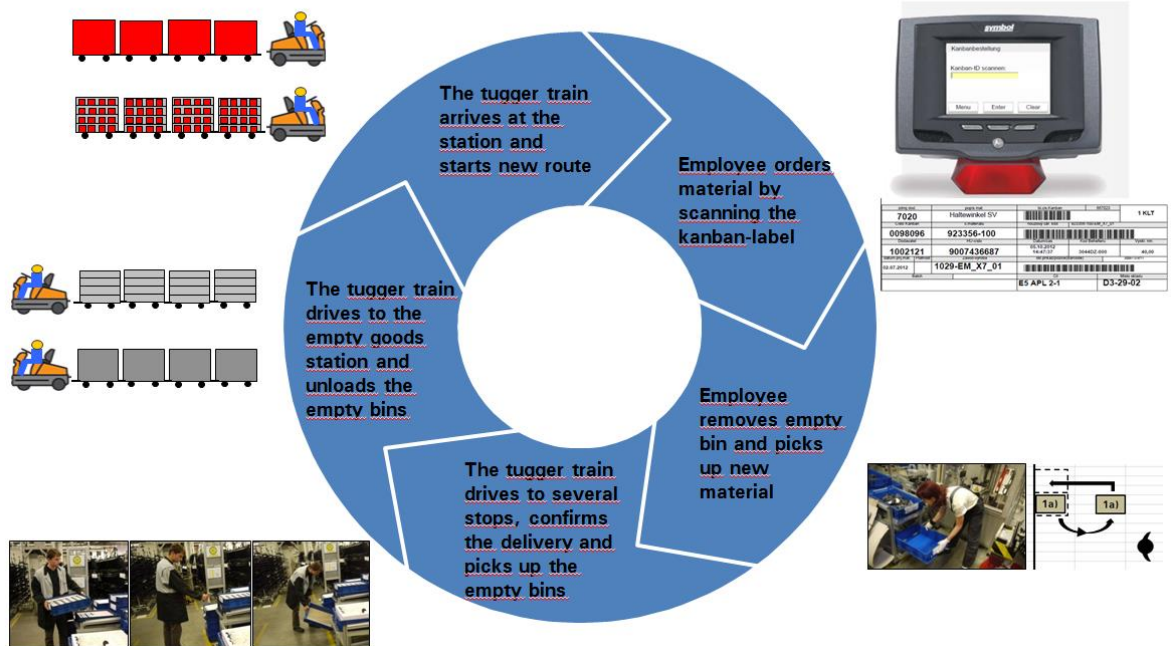 The tugger train
arrives at the
station and
starts new route
symbol
Kanbanbestellung
Kanban-ID scannen:
Menu Enter Clear
Employee orders
material by
scanning the
kanban-label
7020 Haltewinkel SV 1 KLT
0098096 923356-100
1002121 9007436687
1029-EM_X7_01
E5 APL 2-1 D3-29-02
Employee
removes empty
bin and picks
up new
material
1a) 1a)
The tugger train
drives to several
stops, confirms
the delivery and
picks up the
empty bins
The tugger train
drives to the
empty goods
station and
unloads the
empty bins